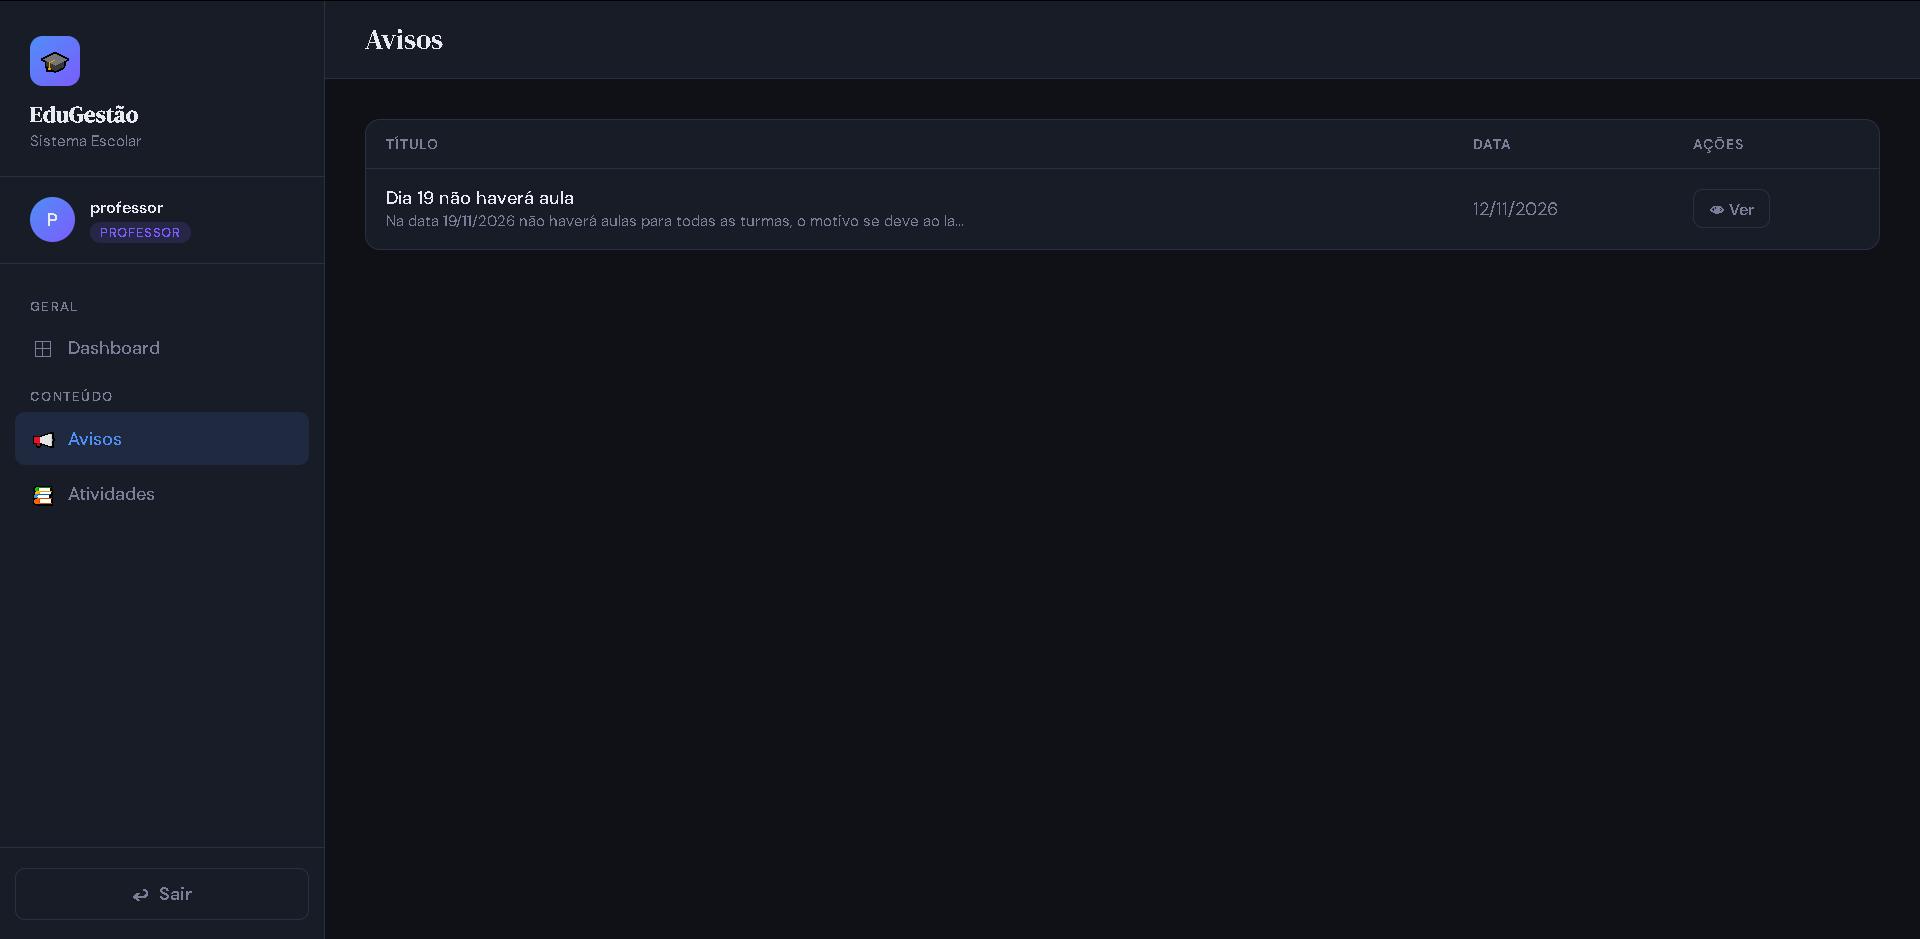 EduGestão
Sistema Escolar
P
professor
PROFESSOR
GERAL
Dashboard
CONTEÚDO
Avisos
Atividades
Sair
Avisos
TÍTULO DATA AÇÕES
Dia 19 não haverá aula
Na data 19/11/2026 não haverá aulas para todas as turmas, o motivo se deve ao la...
12/11/2026
Ver